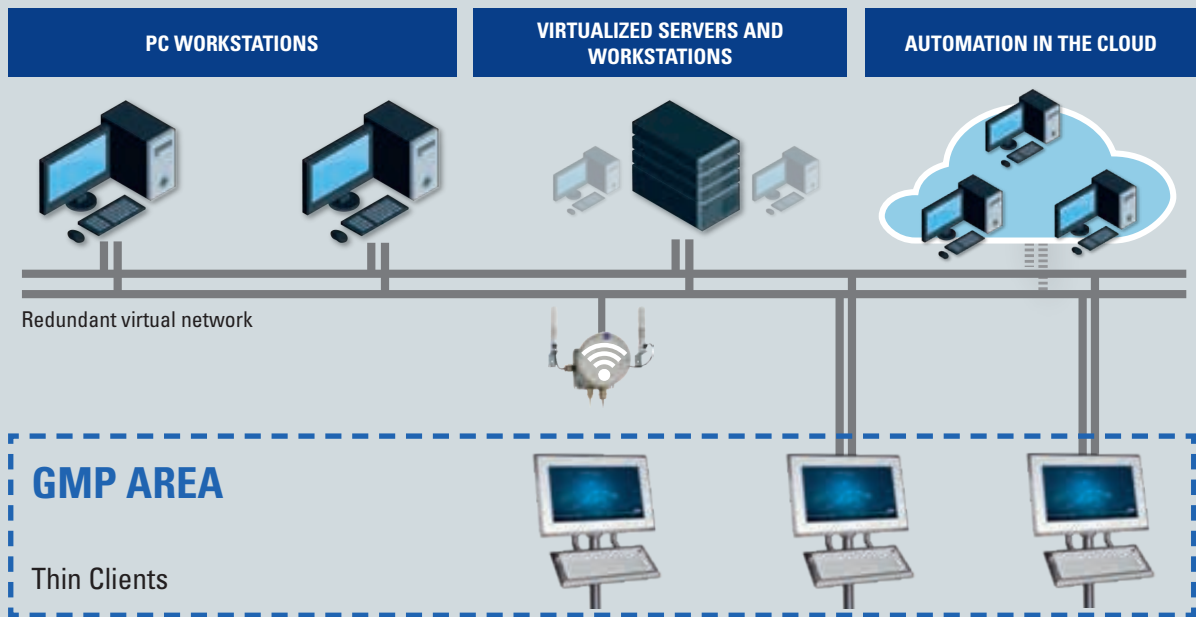 PC WORKSTATIONS
VIRTUALIZED SERVERS AND
WORKSTATIONS
AUTOMATION IN THE CLOUD
Redundant virtual network
GMP AREA
Thin Clients